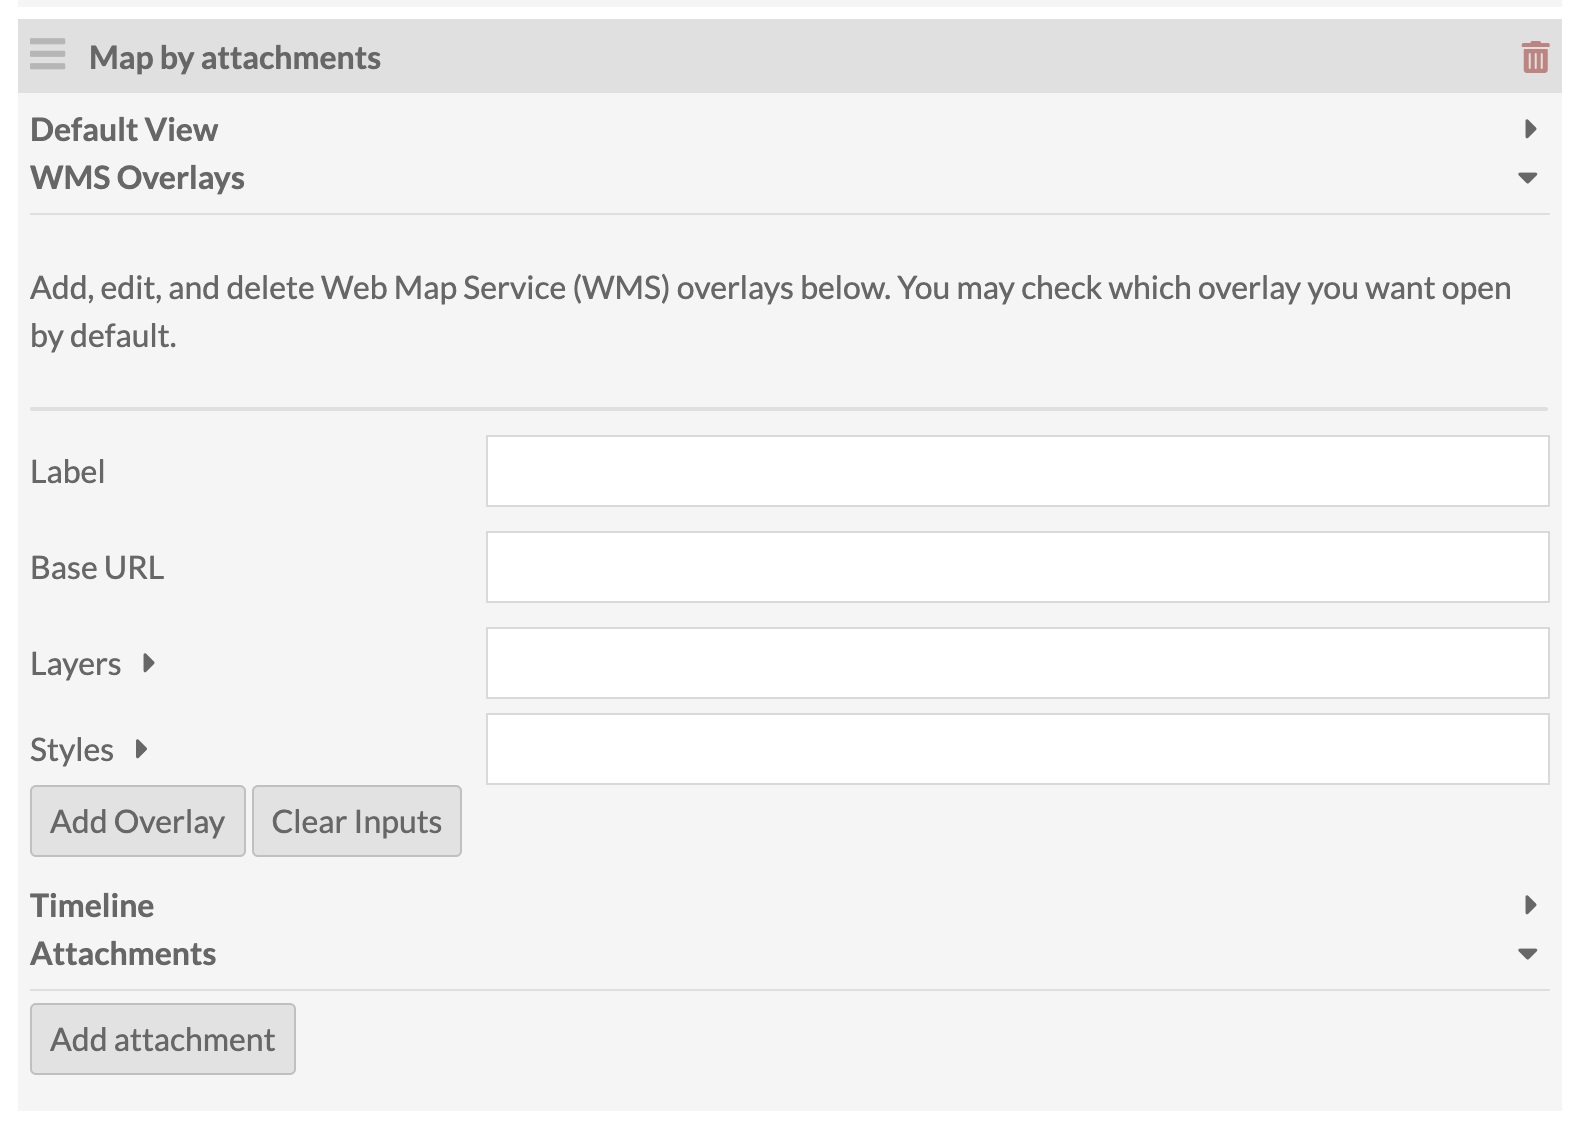 Map by attachments
Default View
WMS Overlays
Add, edit, and delete Web Map Service (WMS) overlays below. You may check which overlay you want open
by default.
Label
Base URL
Layers
Styles
Add Overlay Clear Inputs
Timeline
Attachments
Add attachment